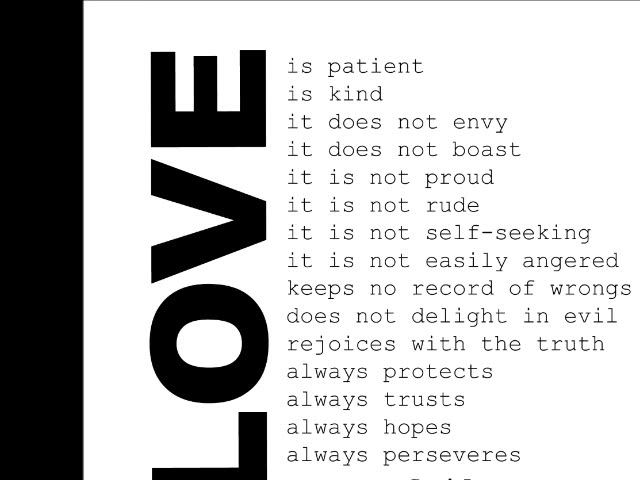 LOVE
is patient
is kind
it does not envy
it does not boast
it is not proud
it is not rude
it is not self-seeking
it is not easily angered
keeps no record of wrongs
does not delight in evil
rejoices with the truth
always protects
always trusts
always hopes
always perseveres